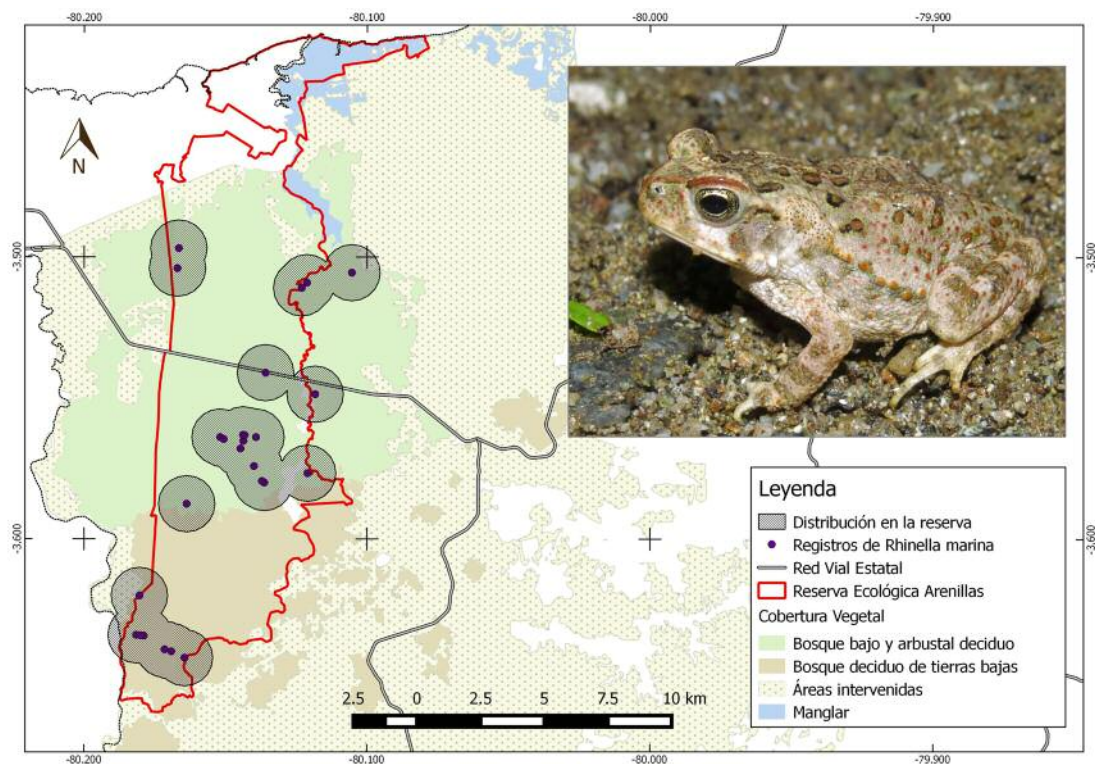 -80.200 -80.100 -80.000 -79.900
N
-3.500 -3.500
-3.600 -3.600
Leyenda
Distribución en la reserva
Registros de Rhinella marina
Red Vial Estatal
Reserva Ecológica Arenillas
Cobertura Vegetal
Bosque bajo y arbustal deciduo
Bosque deciduo de tierras bajas
Áreas intervenidas
Manglar
2.5 0 2.5 5 7.5 10 km
-80.200 -80.100 -80.000 -79.900